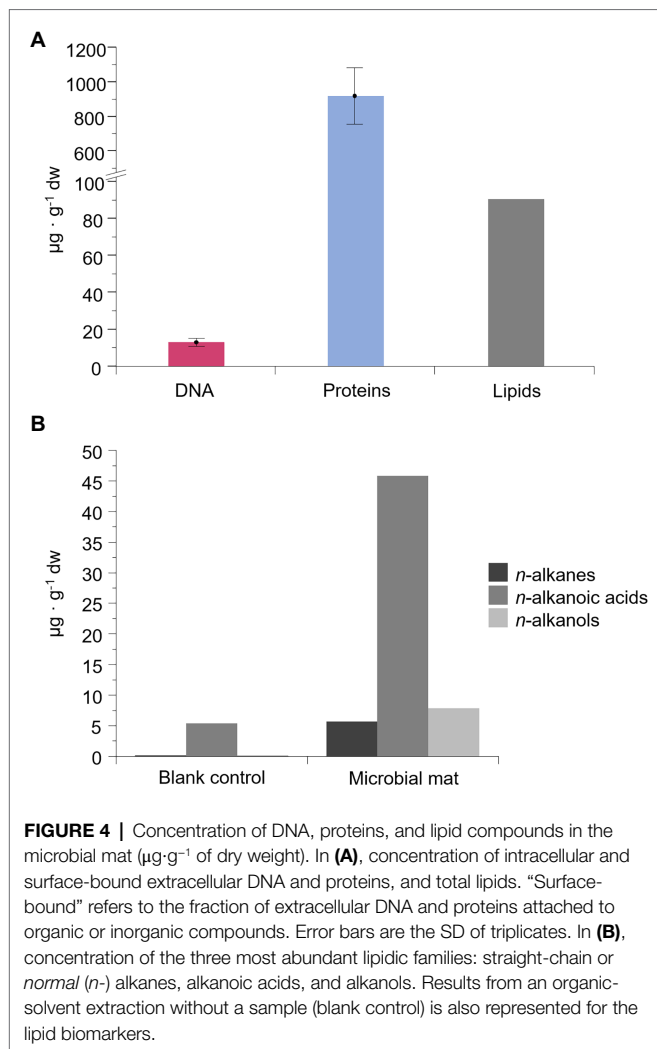 A
1200
1000
800
600
100
80
60
40
20
0
µg · g⁻¹ dw
DNA Proteins Lipids
B
50
45
40
35
30
25
20
15
10
5
0
µg · g⁻¹ dw
n-alkanes
n-alkanoic acids
n-alkanols
Blank control Microbial mat
FIGURE 4 | Concentration of DNA, proteins, and lipid compounds in the
microbial mat (µg·g⁻¹ of dry weight). In (A), concentration of intracellular and
surface-bound extracellular DNA and proteins, and total lipids. “Surface-
bound” refers to the fraction of extracellular DNA and proteins attached to
organic or inorganic compounds. Error bars are the SD of triplicates. In (B),
concentration of the three most abundant lipidic families: straight-chain or
normal (n-) alkanes, alkanoic acids, and alkanols. Results from an organic-
solvent extraction without a sample (blank control) is also represented for the
lipid biomarkers.